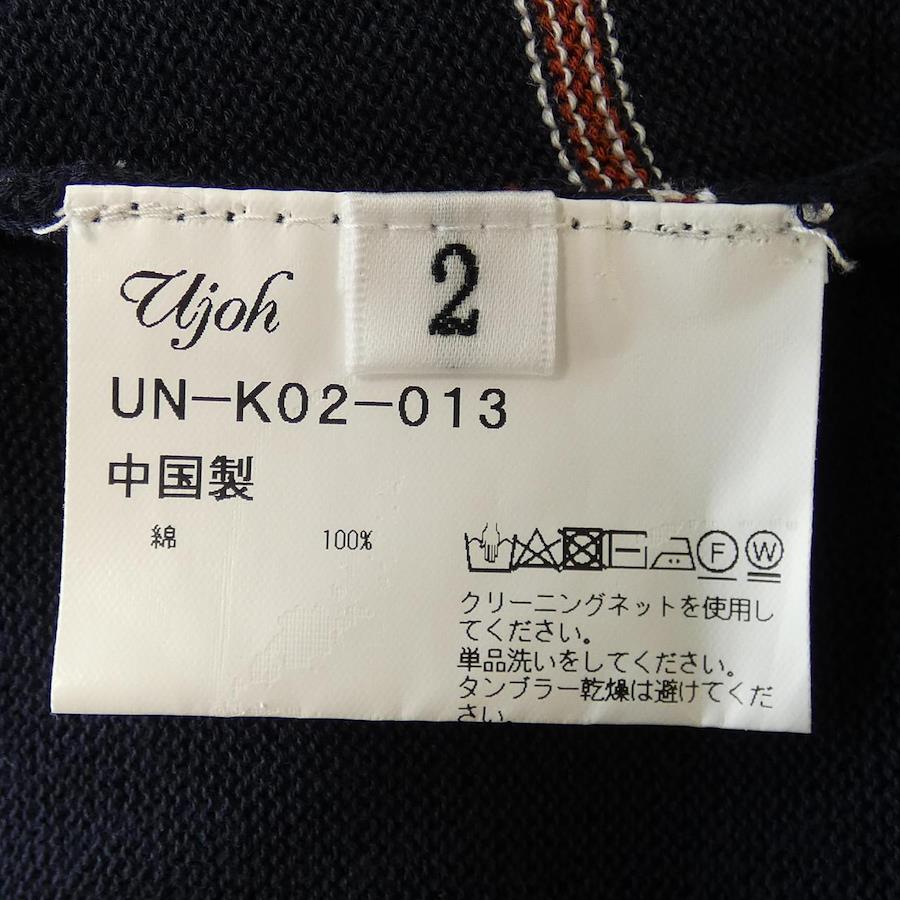 Ujoh
2
UN-K02-013
中国製
綿 100%
F W
クリーニングネットを使用し
てください。
単品洗いをしてください。
タンブラー乾燥は避けてくだ
さい。